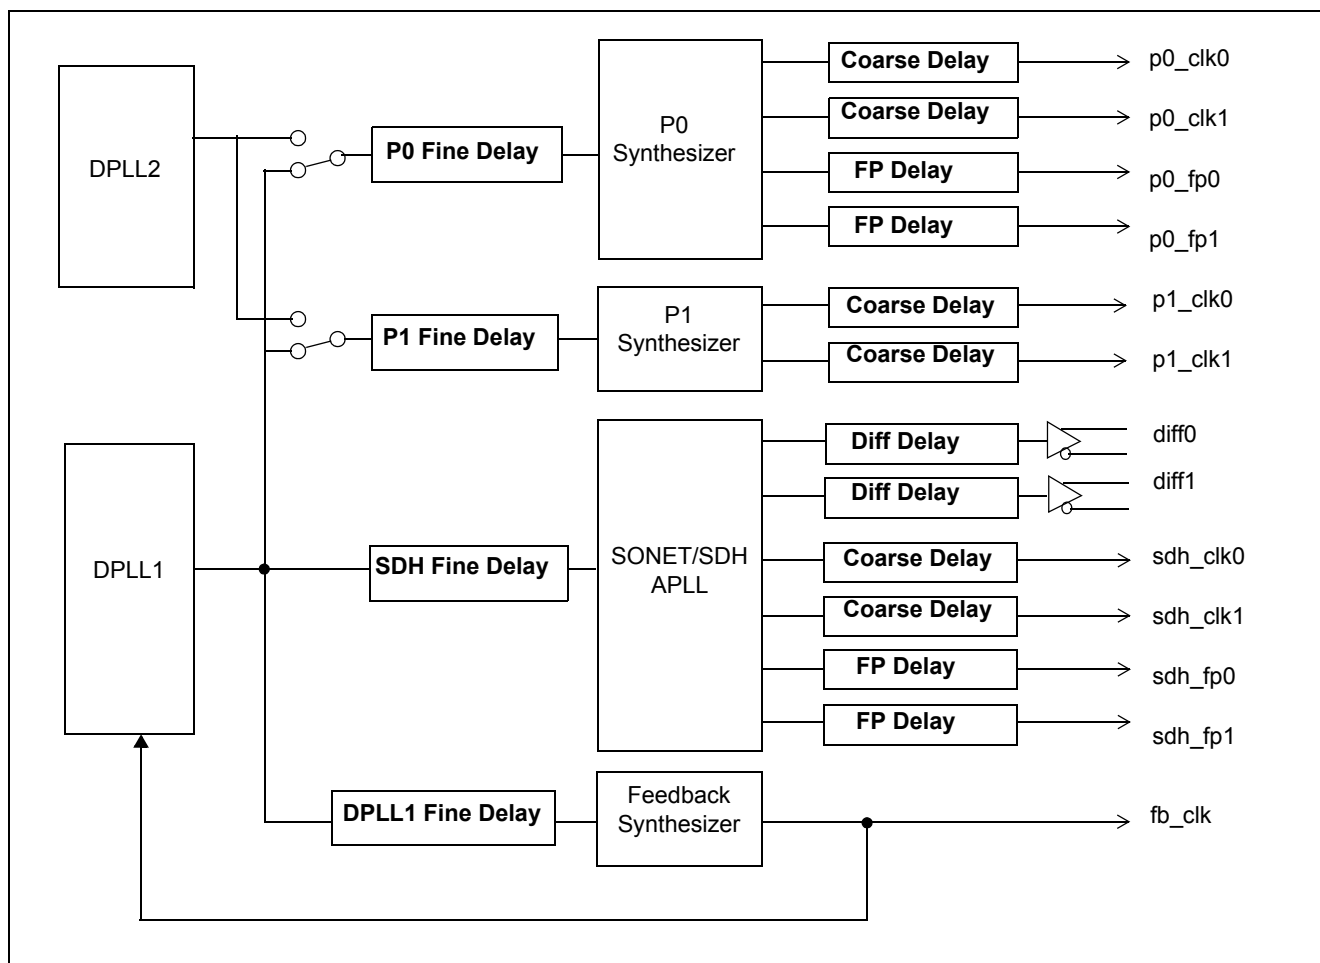 DPLL2
P0 Fine Delay
P0
Synthesizer
Coarse Delay
p0_clk0
Coarse Delay
p0_clk1
FP Delay
p0_fp0
FP Delay
p0_fp1
P1 Fine Delay
P1
Synthesizer
Coarse Delay
p1_clk0
Coarse Delay
p1_clk1
DPLL1
SDH Fine Delay
SONET/SDH
APLL
Diff Delay
diff0
Diff Delay
diff1
Coarse Delay
sdh_clk0
Coarse Delay
sdh_clk1
FP Delay
sdh_fp0
FP Delay
sdh_fp1
DPLL1 Fine Delay
Feedback
Synthesizer
fb_clk